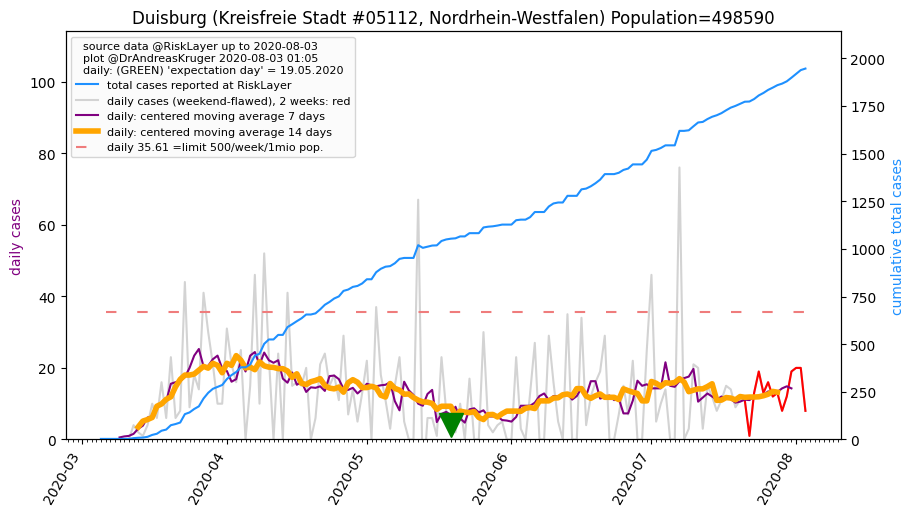 Duisburg (Kreisfreie Stadt #05112, Nordrhein-Westfalen) Population=498590
source data @RiskLayer up to 2020-08-03
plot @DrAndreasKruger 2020-08-03 01:05
daily: (GREEN) 'expectation day' = 19.05.2020
total cases reported at RiskLayer
daily cases (weekend-flawed), 2 weeks: red
daily: centered moving average 7 days
daily: centered moving average 14 days
daily 35.61 =limit 500/week/1mio pop.
daily cases
100
80
60
40
20
0
cumulative total cases
2000
1750
1500
1250
1000
750
500
250
0
2020-03
2020-04
2020-05
2020-06
2020-07
2020-08